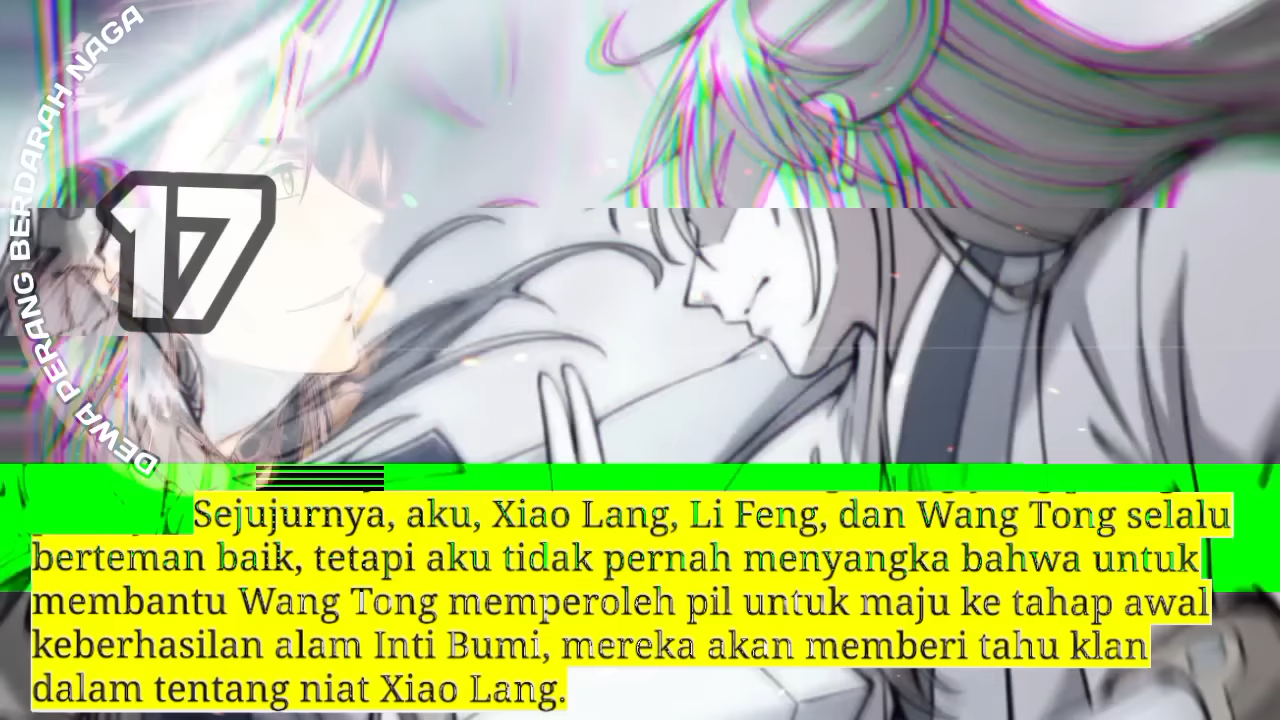 DEWA PERANG BERDARAH NAGA
17
Sejujurnya, aku, Xiao Lang, Li Feng, dan Wang Tong selalu
berteman baik, tetapi aku tidak pernah menyangka bahwa untuk
membantu Wang Tong memperoleh pil untuk maju ke tahap awal
keberhasilan alam Inti Bumi, mereka akan memberi tahu klan
dalam tentang niat Xiao Lang.